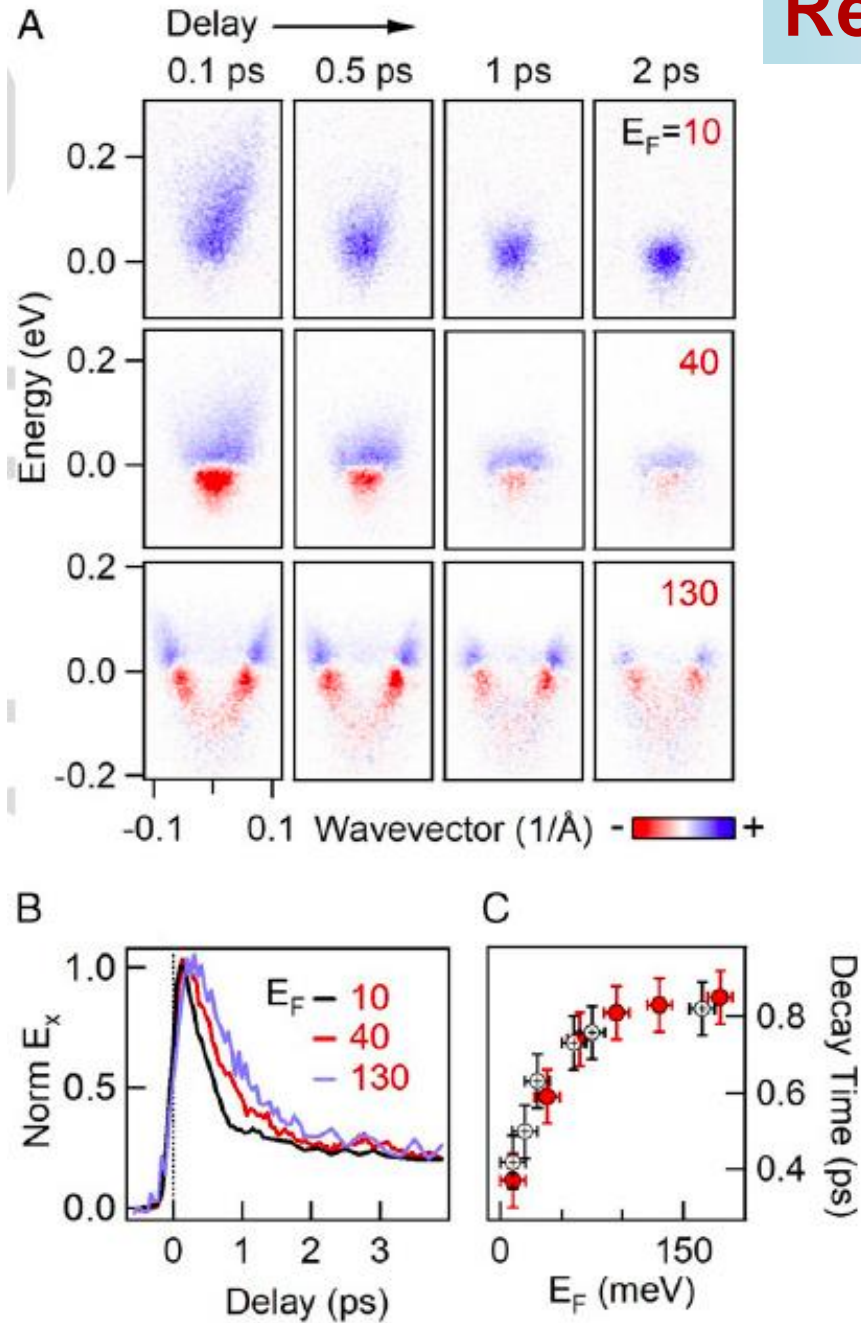 Re
A
Delay
0.1 ps 0.5 ps 1 ps 2 ps
E_F=10
0.2
0.0
40
0.2
0.0
130
0.2
0.0
-0.2
Energy (eV)
-0.1 0.1 Wavevector (1/Å) - +
B
C
1.0
0.5
0.0
Norm E_x
E_F 10
40
130
0 1 2 3
Delay (ps)
0.8
0.6
0.4
Decay Time (ps)
0 150
E_F (meV)